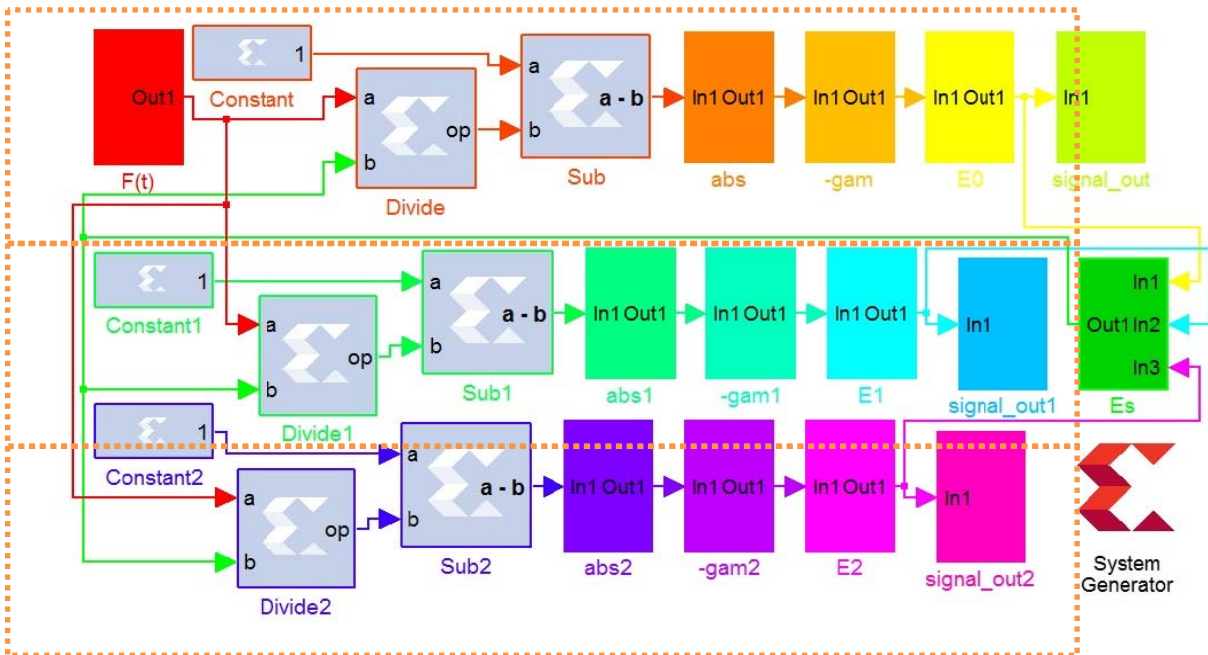 Out1
F(t)
1
Constant
a
b
op
Divide
a
b
a - b
Sub
In1 Out1
abs
In1 Out1
-gam
In1 Out1
E0
In1
signal_out
1
Constant1
a
b
op
Divide1
a
b
a - b
Sub1
In1 Out1
abs1
In1 Out1
-gam1
In1 Out1
E1
In1
signal_out1
In1
Out1 In2
In3
Es
1
Constant2
a
b
op
Divide2
a
b
a - b
Sub2
In1 Out1
abs2
In1 Out1
-gam2
In1 Out1
E2
In1
signal_out2
System
Generator